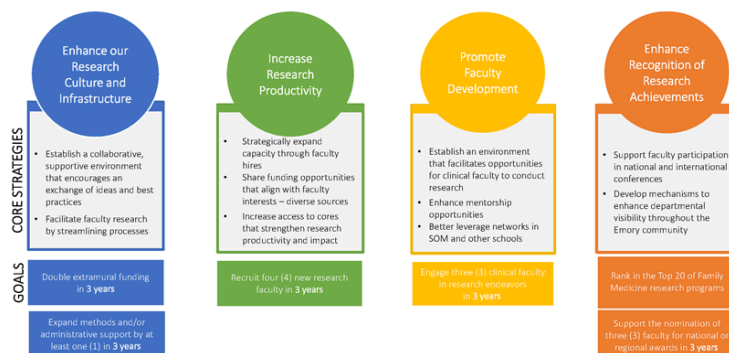 Enhance our
Research
Culture and
Infrastructure
Increase
Research
Productivity
Promote
Faculty
Development
Enhance
Recognition of
Research
Achievements
CORE STRATEGIES
• Establish a collaborative,
supportive environment
that encourages an
exchange of ideas and best
practices
• Facilitate faculty research
by streamlining processes
• Strategically expand
capacity through faculty
hires
• Share funding opportunities
that align with faculty
interests – diverse sources
• Increase access to cores
that strengthen research
productivity and impact
• Establish an environment
that facilitates opportunities
for clinical faculty to conduct
research
• Enhance mentorship
opportunities
• Better leverage networks in
SOM and other schools
• Support faculty participation
in national and international
conferences
• Develop mechanisms to
enhance departmental
visibility throughout the
Emory community
GOALS
Double extramural funding
in 3 years
Recruit four (4) new research
faculty in 3 years
Engage three (3) clinical faculty
in research endeavors
in 3 years
Rank in the Top 20 of Family
Medicine research programs
Expand methods and/or
administrative support by at
least one (1) in 3 years
Support the nomination of
three (3) faculty for national or
regional awards in 3 years